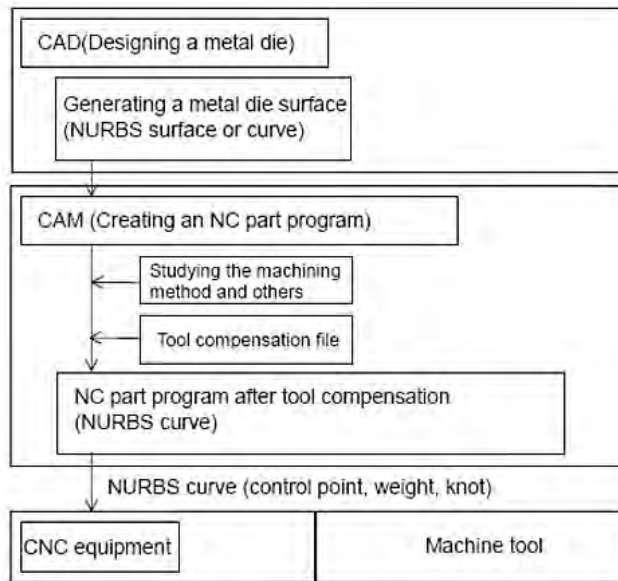 CAD(Designing a metal die)
Generating a metal die surface
(NURBS surface or curve)
CAM (Creating an NC part program)
Studying the machining
method and others
Tool compensation file
NC part program after tool compensation
(NURBS curve)
NURBS curve (control point, weight, knot)
CNC equipment
Machine tool